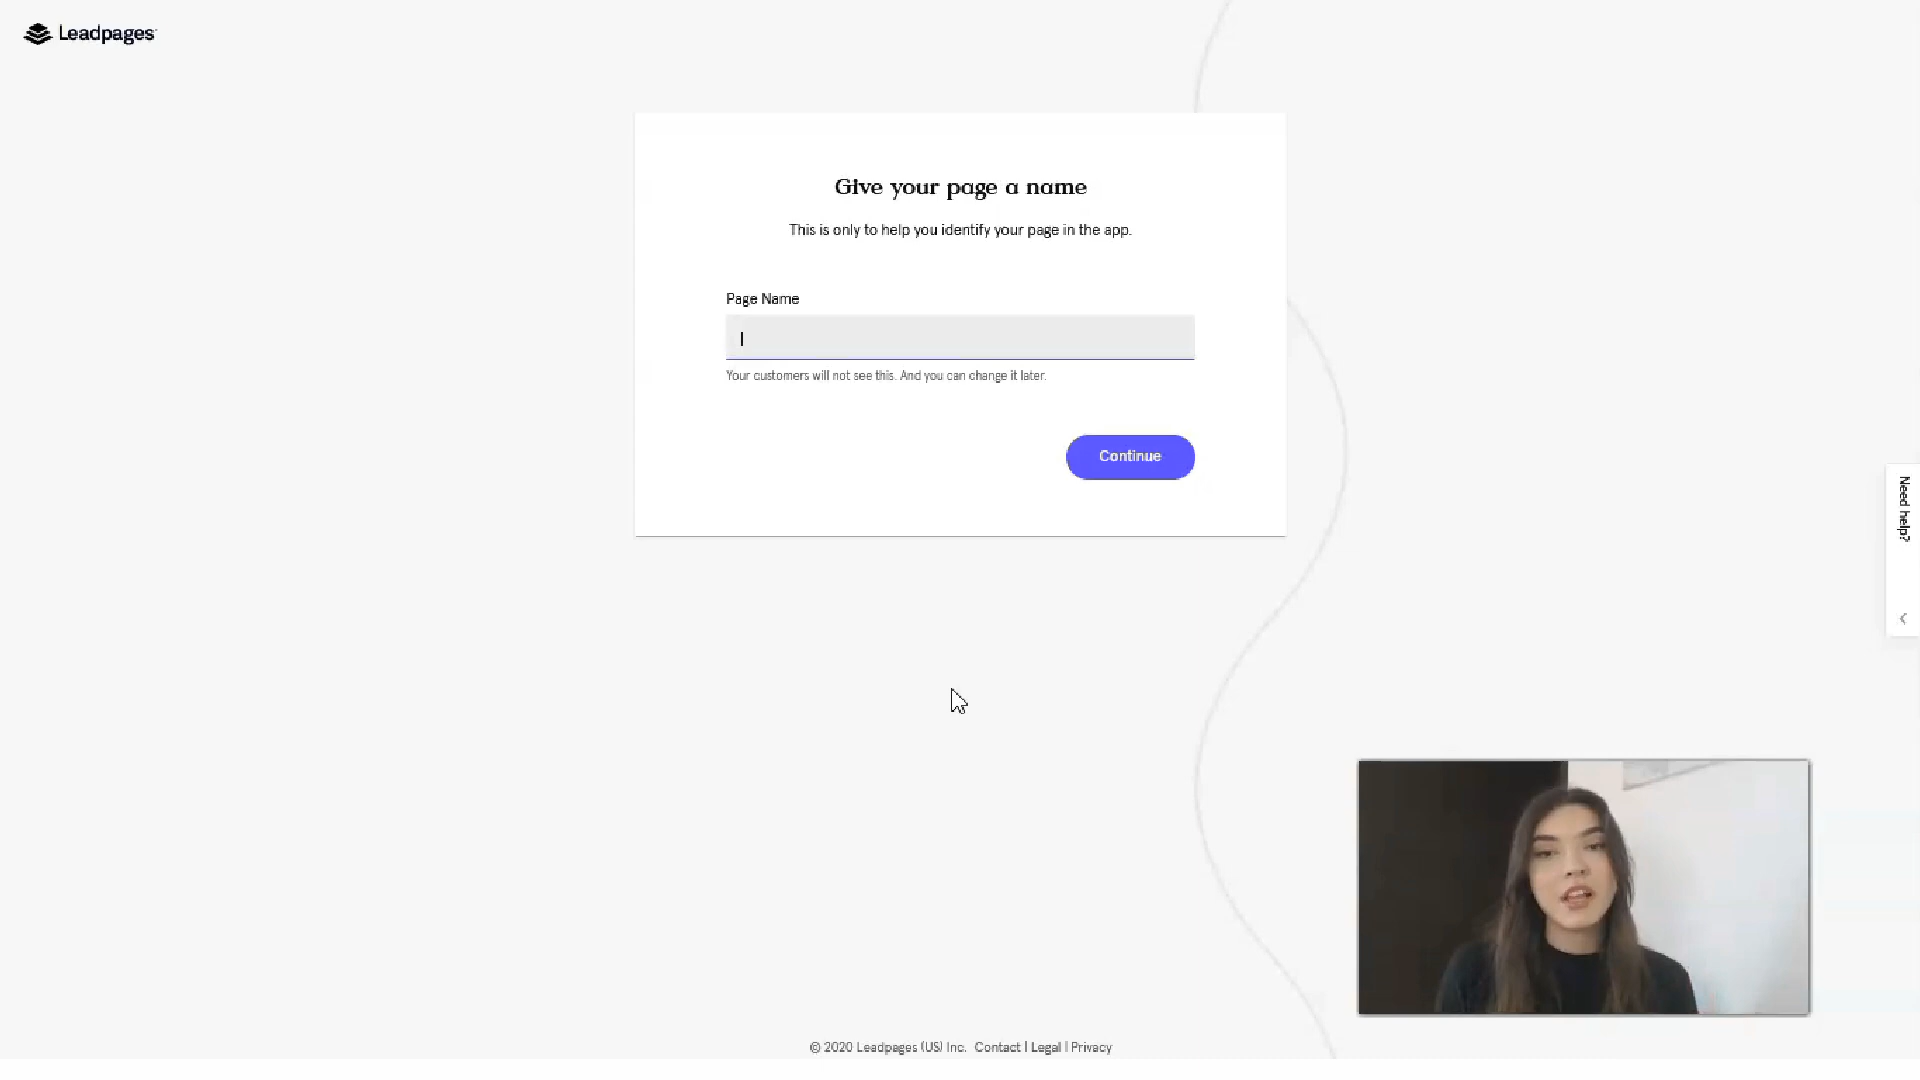 Leadpages
Give your page a name
This is only to help you identify your page in the app.
Page Name
Your customers will not see this. And you can change it later.
Continue
Need help?
© 2020 Leadpages (US) Inc. Contact | Legal | Privacy